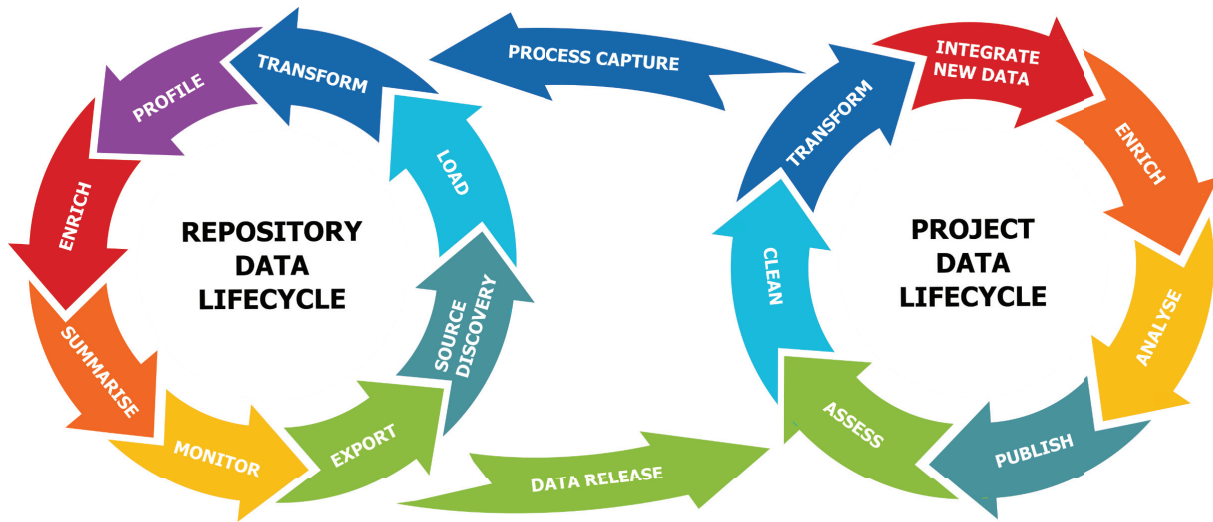 REPOSITORY
DATA
LIFECYCLE
SOURCE
DISCOVERY
LOAD
TRANSFORM
PROFILE
ENRICH
SUMMARISE
MONITOR
EXPORT
PROCESS CAPTURE
DATA RELEASE
PROJECT
DATA
LIFECYCLE
ASSESS
CLEAN
TRANSFORM
INTEGRATE
NEW DATA
ENRICH
ANALYSE
PUBLISH